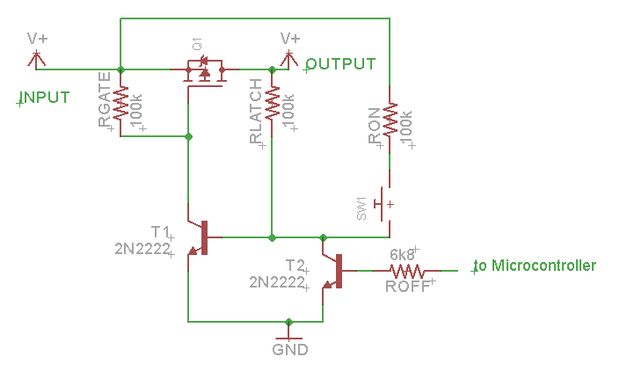 V+
V+
Q1
INPUT
OUTPUT
RGATE
100k
RLATCH
100k
RON
100k
SW1
T1
2N2222
T2
2N2222
6k8
ROFF
to Microcontroller
GND